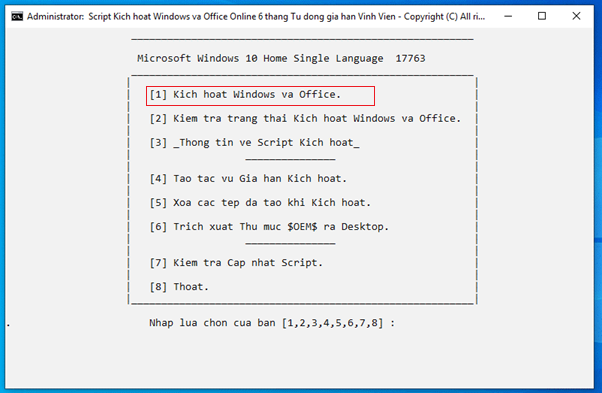 Administrator: Script Kich hoat Windows va Office Online 6 thang Tu dong gia han Vinh Vien - Copyright (C) All ri...
Microsoft Windows 10 Home Single Language 17763
[1] Kich hoat Windows va Office.
[2] Kiem tra trang thai Kich hoat Windows va Office.
[3] _Thong tin ve Script Kich hoat_
[4] Tao tac vu Gia han Kich hoat.
[5] Xoa cac tep da tao khi Kich hoat.
[6] Trich xuat Thu muc $OEM$ ra Desktop.
[7] Kiem tra Cap nhat Script.
[8] Thoat.
. Nhap lua chon cua ban [1,2,3,4,5,6,7,8] :